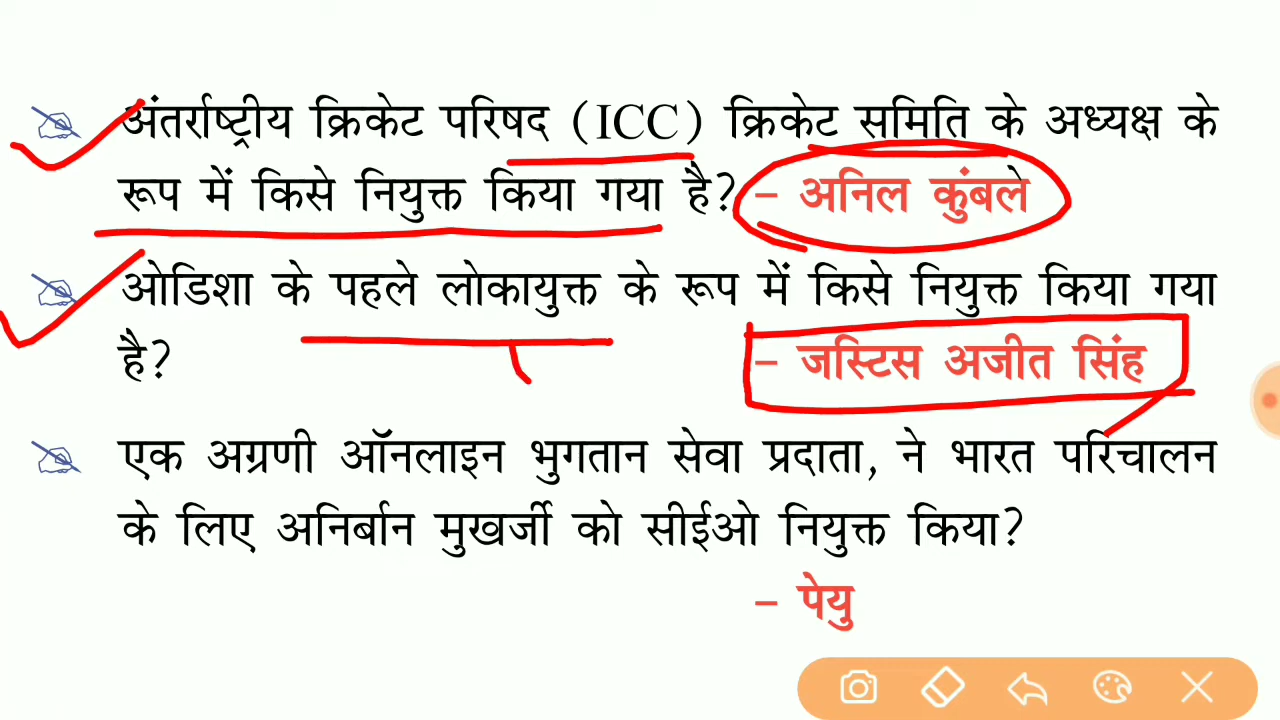 अंतर्राष्ट्रीय क्रिकेट परिषद (ICC) क्रिकेट समिति के अध्यक्ष के
रूप में किसे नियुक्त किया गया है? – अनिल कुंबले
ओडिशा के पहले लोकायुक्त के रूप में किसे नियुक्त किया गया
है? – जस्टिस अजीत सिंह
एक अग्रणी ऑनलाइन भुगतान सेवा प्रदाता, ने भारत परिचालन
के लिए अनिर्बान मुखर्जी को सीईओ नियुक्त किया?
– पेयु